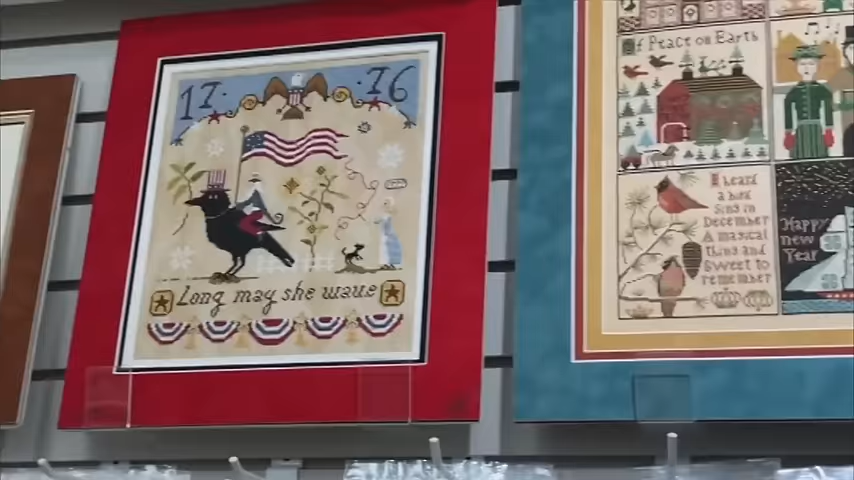 17 76
Long may she wave
Peace on Earth
I heard
a bird
sing in
December
A magical
thing and
sweet to
remember
Happy
new
Year